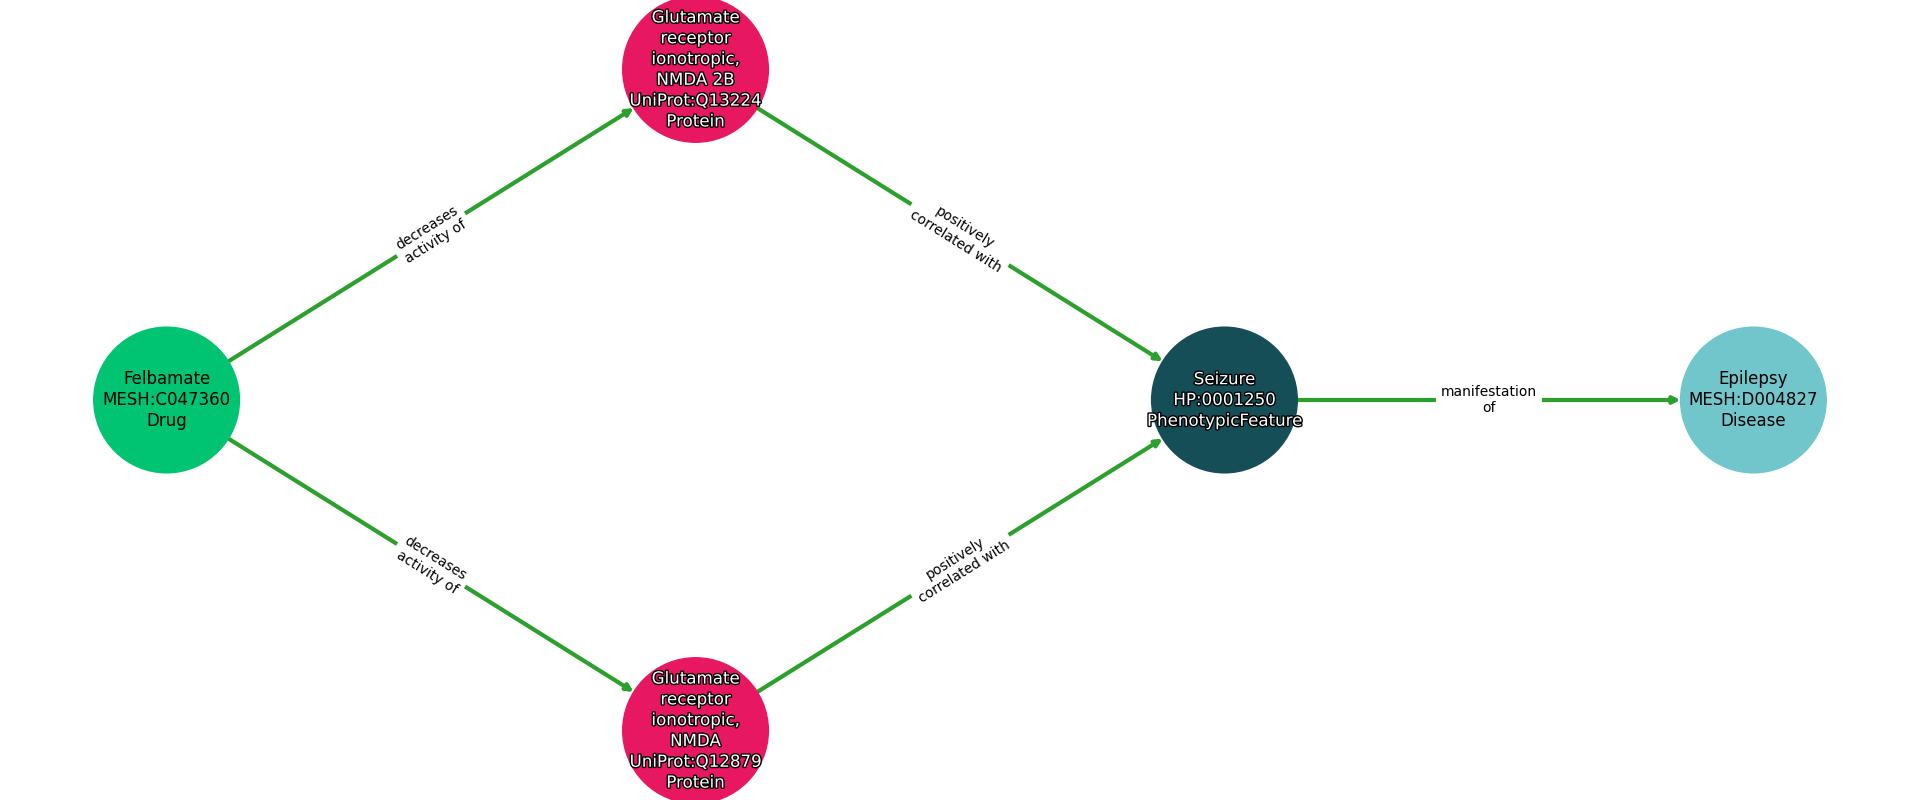 Glutamate
receptor
ionotropic,
NMDA 2B
UniProt:Q13224
Protein
decreases
activity of
positively
correlated with
Felbamate
MESH:C047360
Drug
Seizure
HP:0001250
PhenotypicFeature
manifestation
of
Epilepsy
MESH:D004827
Disease
decreases
activity of
positively
correlated with
Glutamate
receptor
ionotropic,
NMDA
UniProt:Q12879
Protein